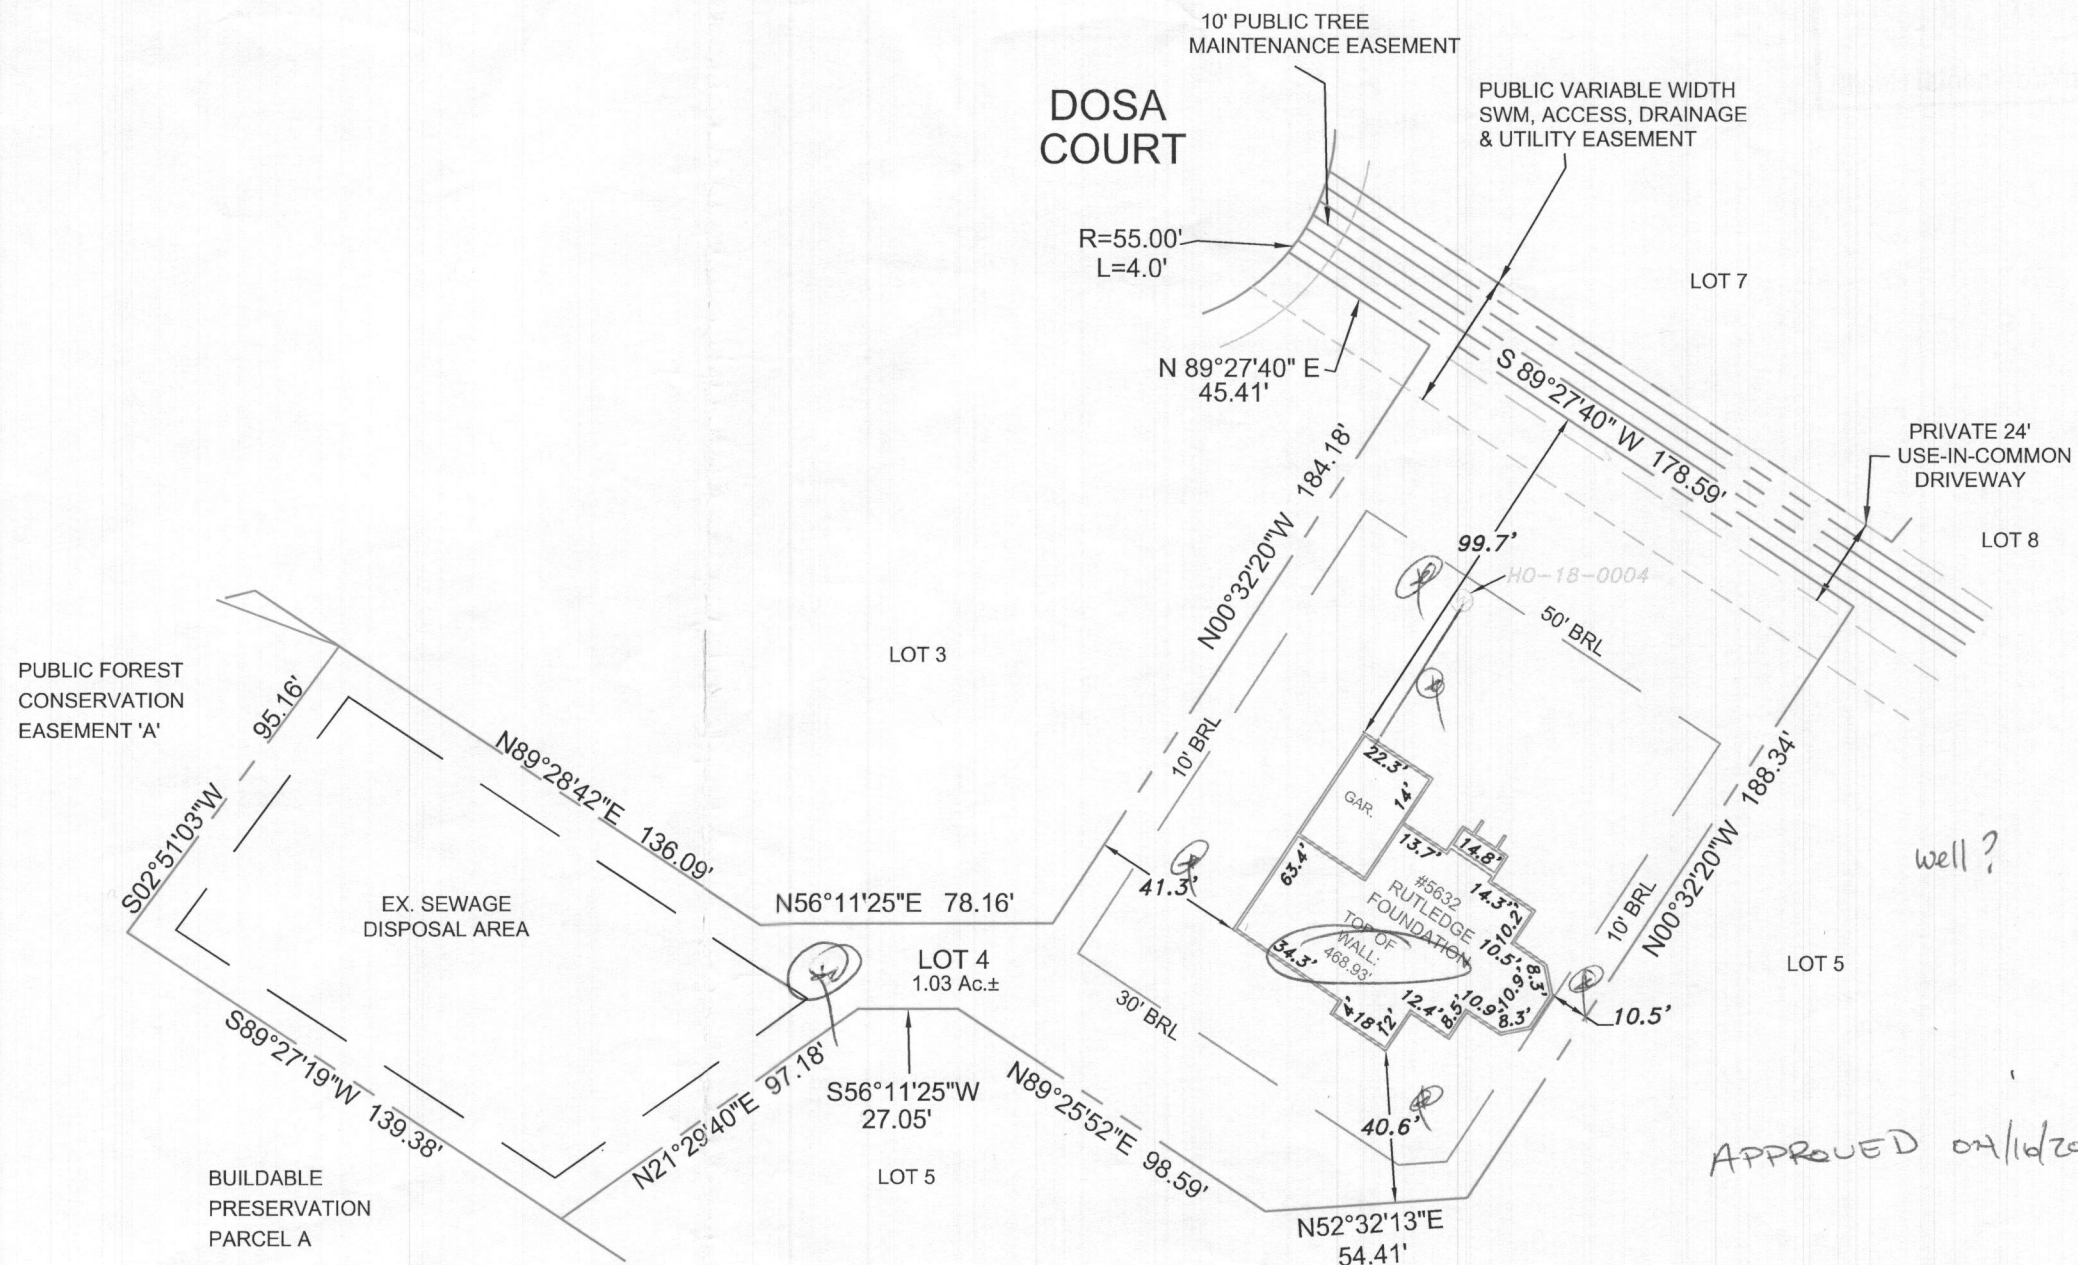 10' PUBLIC TREE
MAINTENANCE EASEMENT
DOSA
COURT
PUBLIC VARIABLE WIDTH
SWM, ACCESS, DRAINAGE
& UTILITY EASEMENT
R=55.00'
L=4.0'
LOT 7
N 89°27'40" E
45.41'
S 89°27'40" W 178.59'
PRIVATE 24'
USE-IN-COMMON
DRIVEWAY
LOT 8
N00°32'20"W 184.18'
99.7'
HO-18-0004
50' BRL
LOT 3
PUBLIC FOREST
CONSERVATION
EASEMENT 'A'
95.16'
S02°51'03"W
N89°28'42"E 136.09'
10' BRL
22.3'
14'
GAR.
63.4'
13.7'
14.8'
N00°32'20"W 188.34'
well?
41.3'
#5632
RUTLEDGE
FOUNDATION
TOP OF
WALL:
468.93'
14.3'
10.2'
10.5'
8.3'
10.9'
10.9'
8.3'
8.5'
12.4'
12'
18'
4'
34.3'
10' BRL
EX. SEWAGE
DISPOSAL AREA
N56°11'25"E 78.16'
LOT 4
1.03 Ac.±
LOT 5
10.5'
30' BRL
S89°27'19"W 139.38'
N21°29'40"E 97.18'
S56°11'25"W
27.05'
N89°25'52"E 98.59'
40.6'
LOT 5
BUILDABLE
PRESERVATION
PARCEL A
N52°32'13"E
54.41'
APPROVED